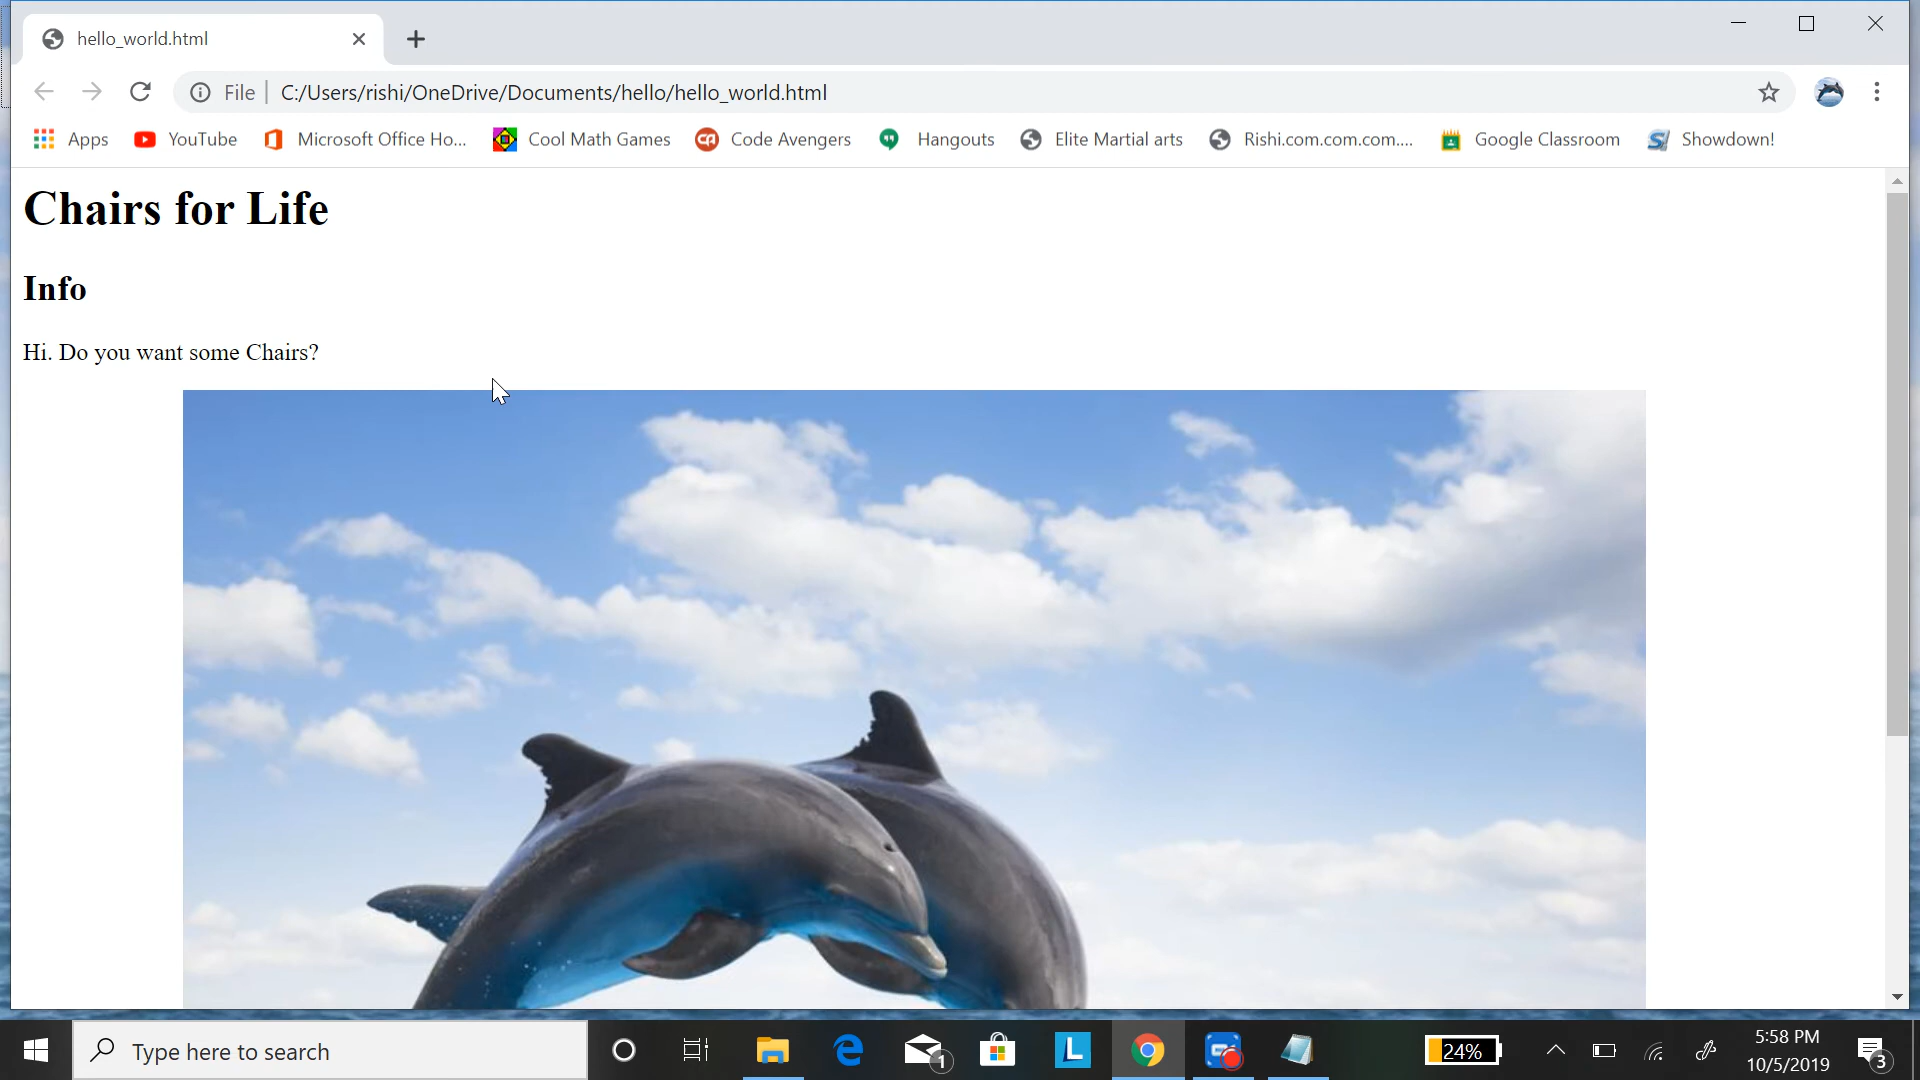 hello_world.html
File C:/Users/rishi/OneDrive/Documents/hello/hello_world.html
Apps YouTube Microsoft Office Ho... Cool Math Games Code Avengers Hangouts Elite Martial arts Rishi.com.com.com.... Google Classroom Showdown!
Chairs for Life
Info
Hi. Do you want some Chairs?
Type here to search
1
24%
5:58 PM
10/5/2019
3